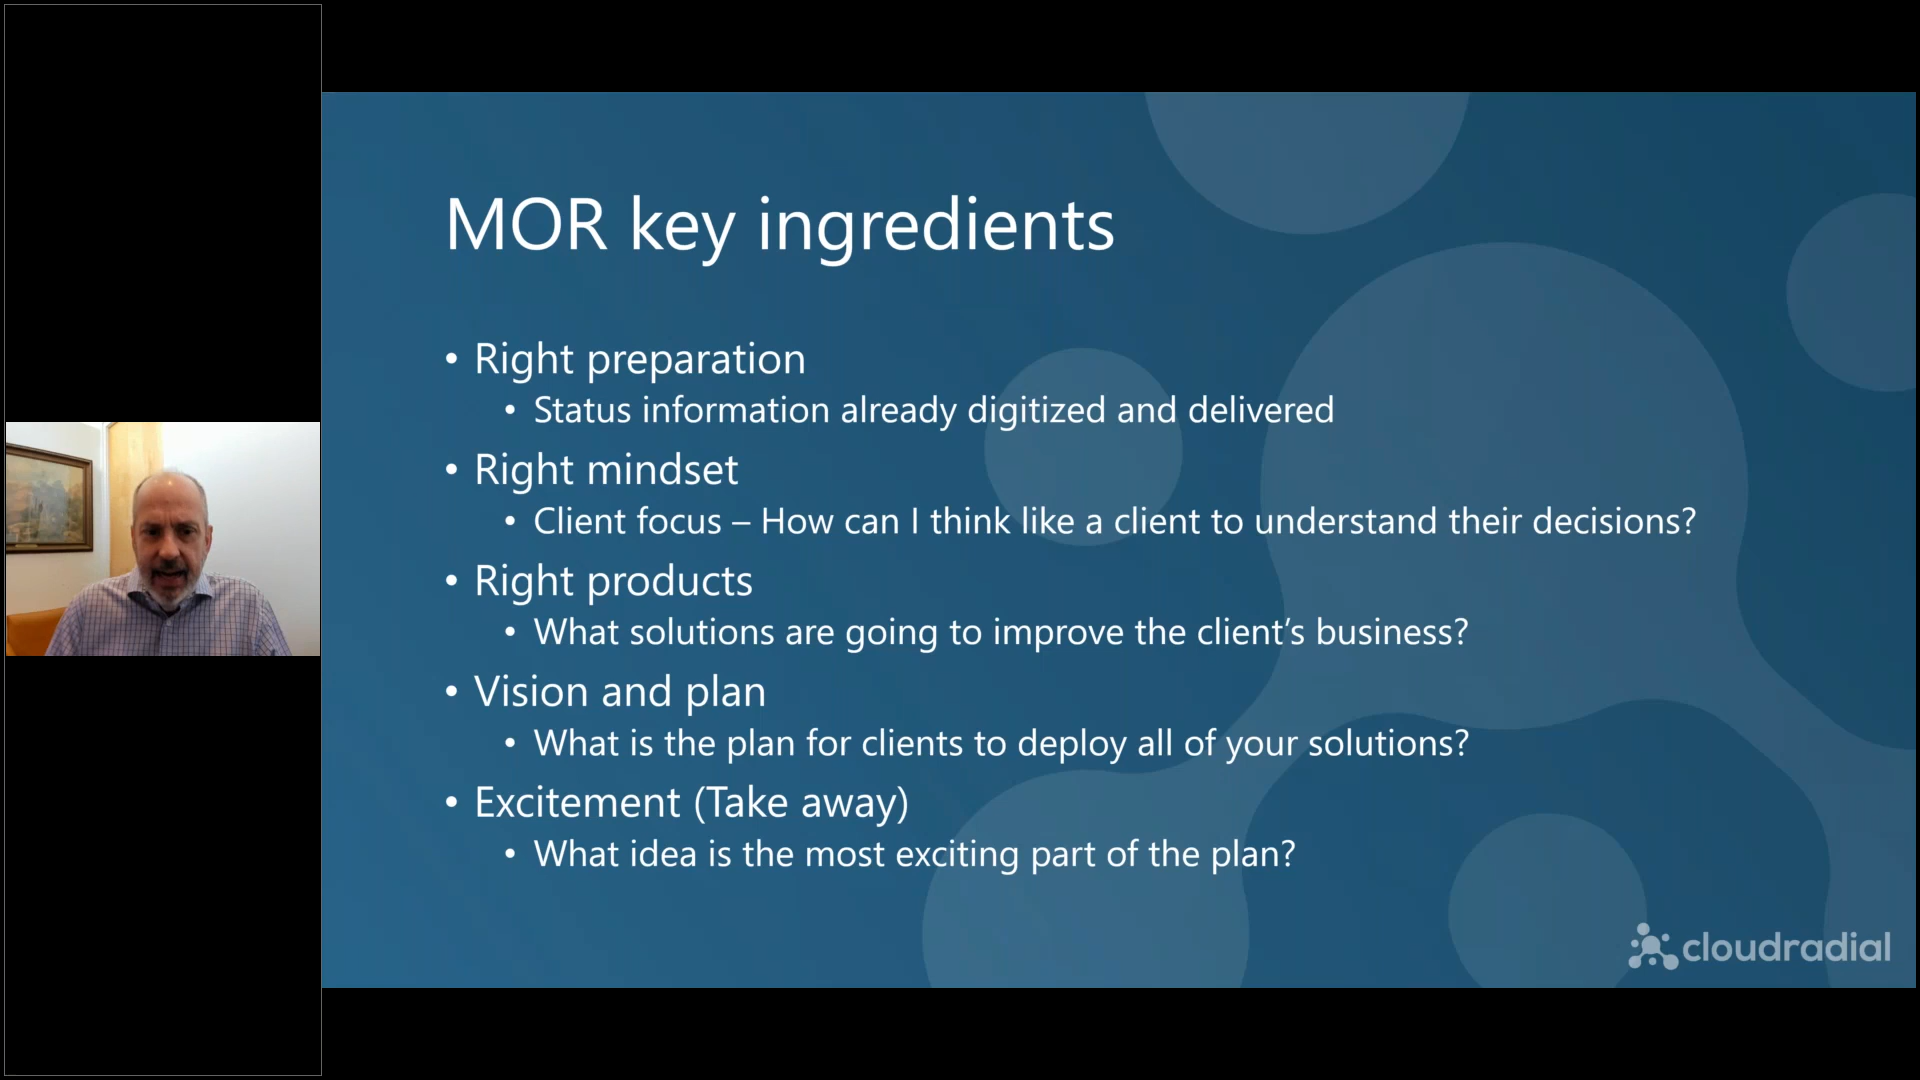 MOR key ingredients
• Right preparation
• Status information already digitized and delivered
• Right mindset
• Client focus – How can I think like a client to understand their decisions?
• Right products
• What solutions are going to improve the client's business?
• Vision and plan
• What is the plan for clients to deploy all of your solutions?
• Excitement (Take away)
• What idea is the most exciting part of the plan?
cloudradial